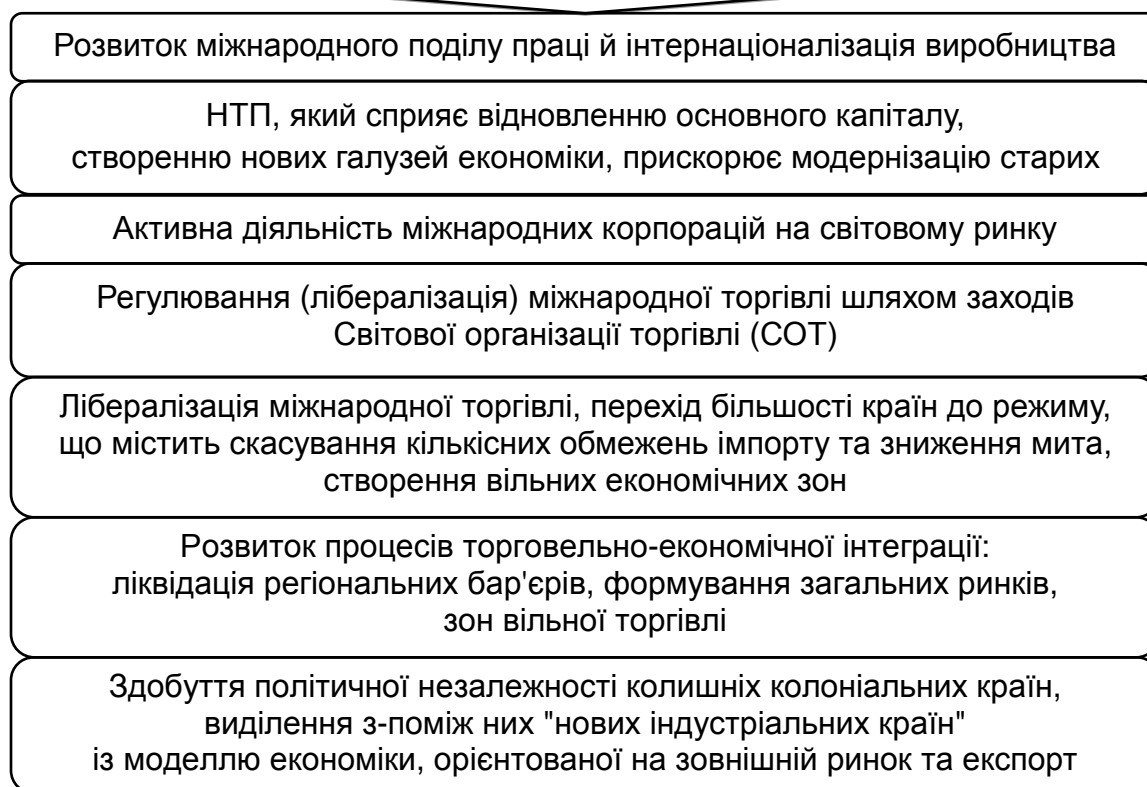 Розвиток міжнародного поділу праці й інтернаціоналізація виробництва
НТП, який сприяє відновленню основного капіталу,
створенню нових галузей економіки, прискорює модернізацію старих
Активна діяльність міжнародних корпорацій на світовому ринку
Регулювання (лібералізація) міжнародної торгівлі шляхом заходів
Світової організації торгівлі (СОТ)
Лібералізація міжнародної торгівлі, перехід більшості країн до режиму,
що містить скасування кількісних обмежень імпорту та зниження мита,
створення вільних економічних зон
Розвиток процесів торговельно-економічної інтеграції:
ліквідація регіональних бар'єрів, формування загальних ринків,
зон вільної торгівлі
Здобуття політичної незалежності колишніх колоніальних країн,
виділення з-поміж них "нових індустріальних країн"
із моделлю економіки, орієнтованої на зовнішній ринок та експорт